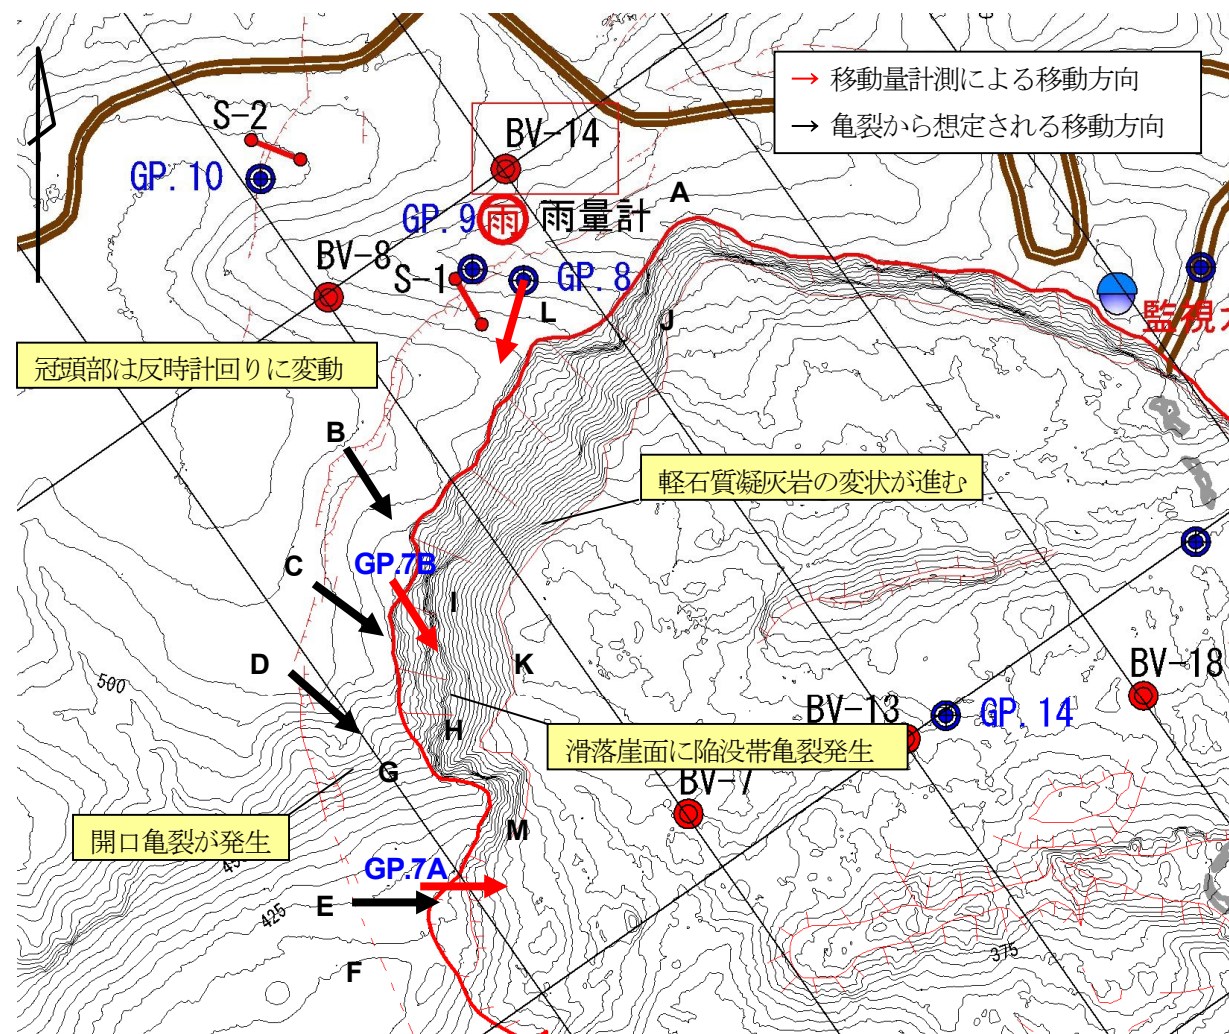 → 移動量計測による移動方向
→ 亀裂から想定される移動方向
S-2
BV-14
GP.10
A
GP.9
雨
雨量計
BV-8
S-1
GP.8
L
J
監視カ
冠頭部は反時計回りに変動
B
軽石質凝灰岩の変状が進む
C
GP.7B
I
D
K
500
BV-18
BV-13
GP.14
H
滑落崖面に陥没帯亀裂発生
G
BV-7
開口亀裂が発生
M
GP.7A
E
425
F
375